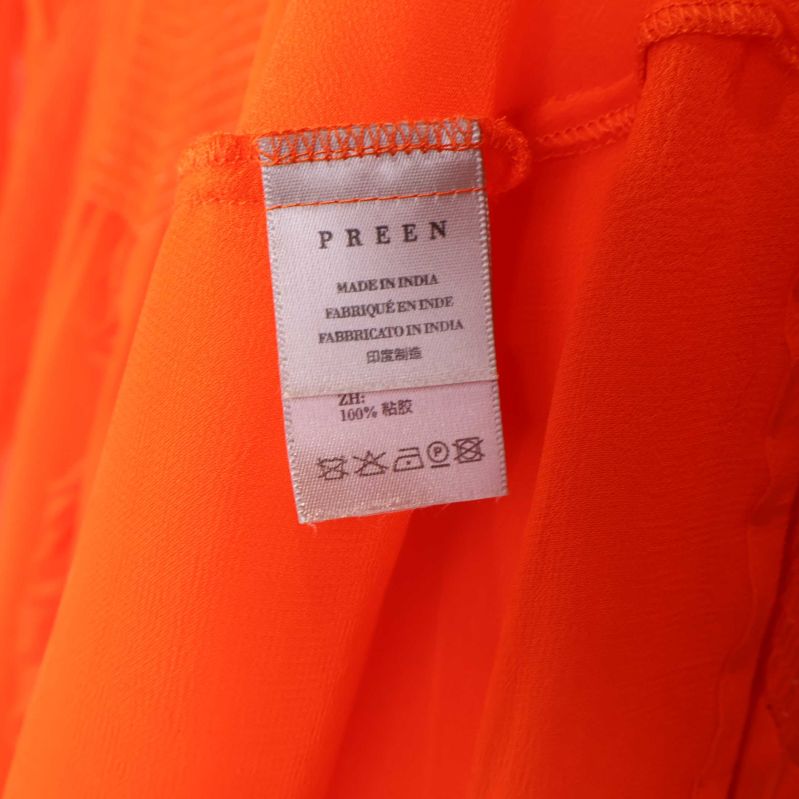 PREEN
MADE IN INDIA
FABRIQUÉ EN INDE
FABBRICATO IN INDIA
印度制造
ZH:
100% 粘胶
P